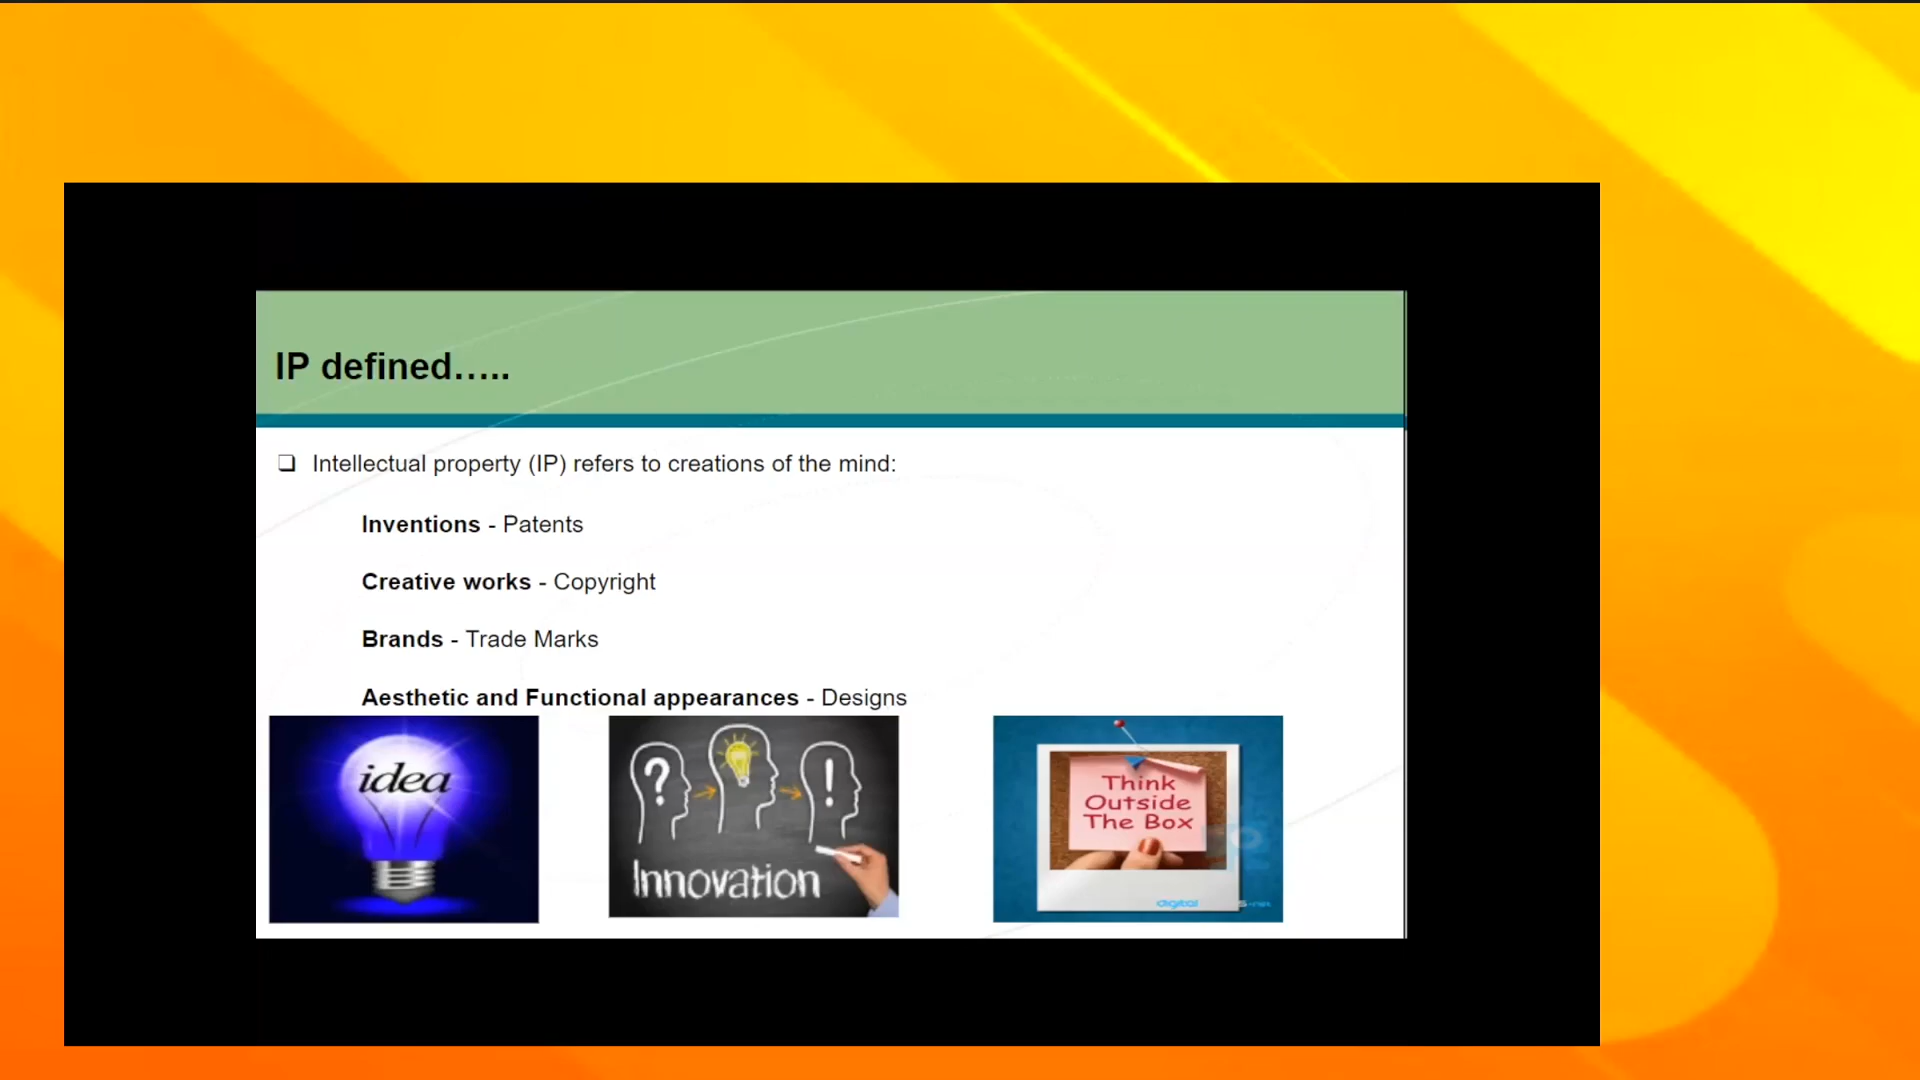 IP defined.....
❑ Intellectual property (IP) refers to creations of the mind:
Inventions - Patents
Creative works - Copyright
Brands - Trade Marks
Aesthetic and Functional appearances - Designs
idea
? ! 
Innovation
Think
Outside
The Box
digital